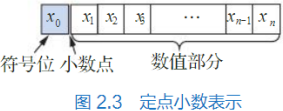 x₀ x₁ x₂ x₃ ⋯ xₙ₋₁ xₙ
符号位 小数点 数值部分
图 2.3 定点小数表示